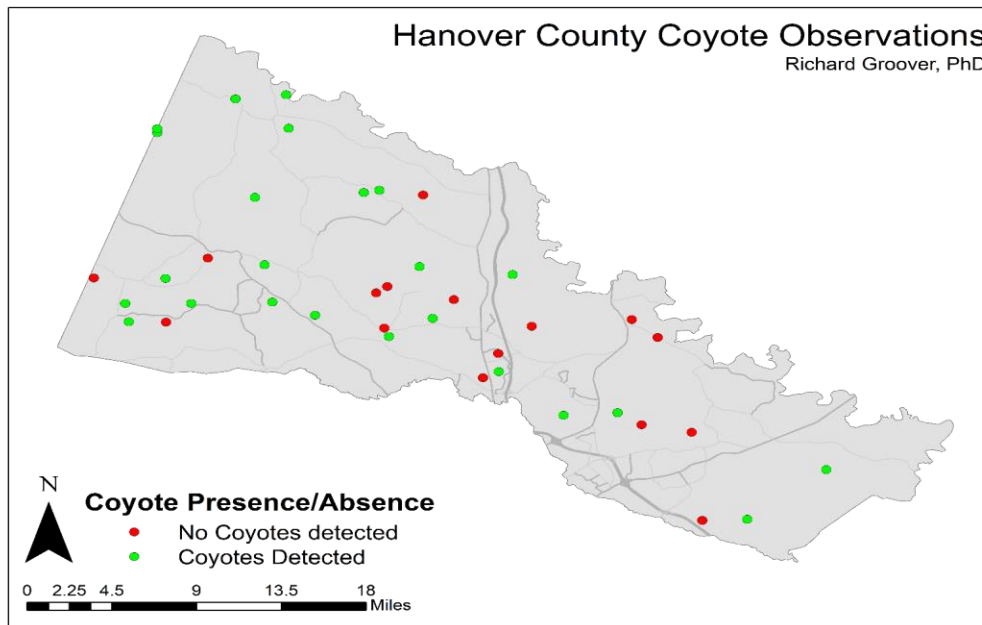 Hanover County Coyote Observations
Richard Groover, PhD
N
Coyote Presence/Absence
No Coyotes detected
Coyotes Detected
0 2.25 4.5 9 13.5 18
Miles